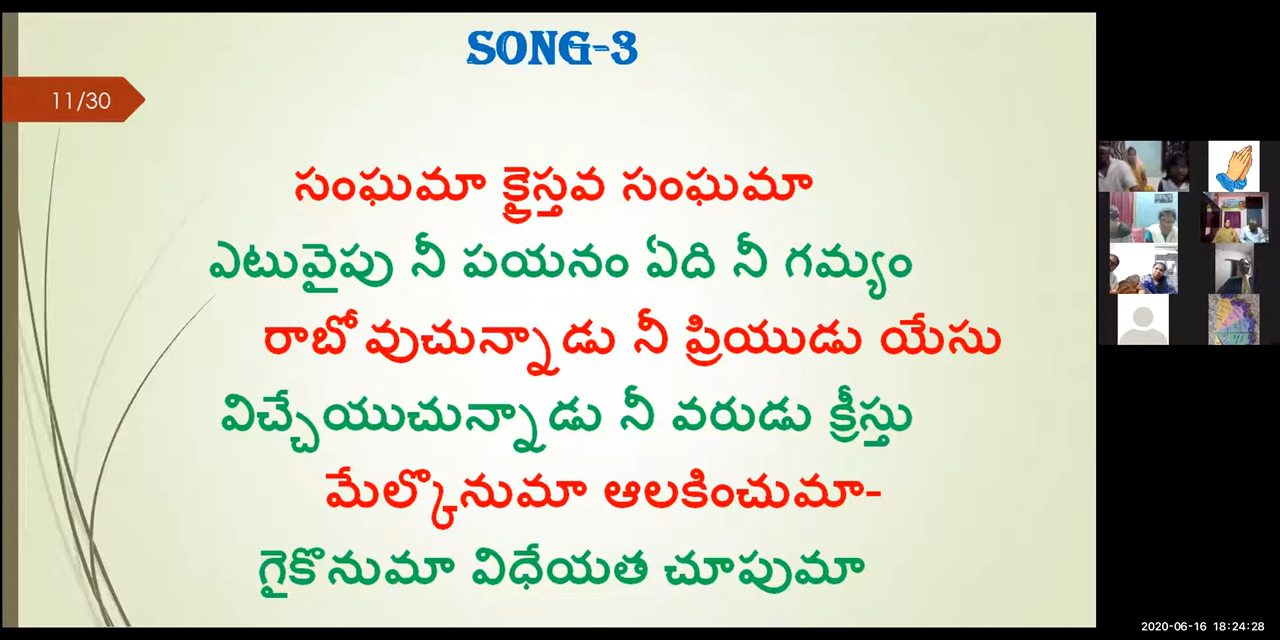 SONG-3
11/30
సంఘమా క్రైస్తవ సంఘమా
ఎటువైపు నీ పయనం ఏది నీ గమ్యం
రాబోవుచున్నాడు నీ ప్రియుడు యేసు
విచ్చేయుచున్నాడు నీ వరుడు క్రీస్తు
మేల్కొనుమా ఆలకించుమా-
గైకొనుమా విధేయత చూపుమా
2020-06-16 18:24:28